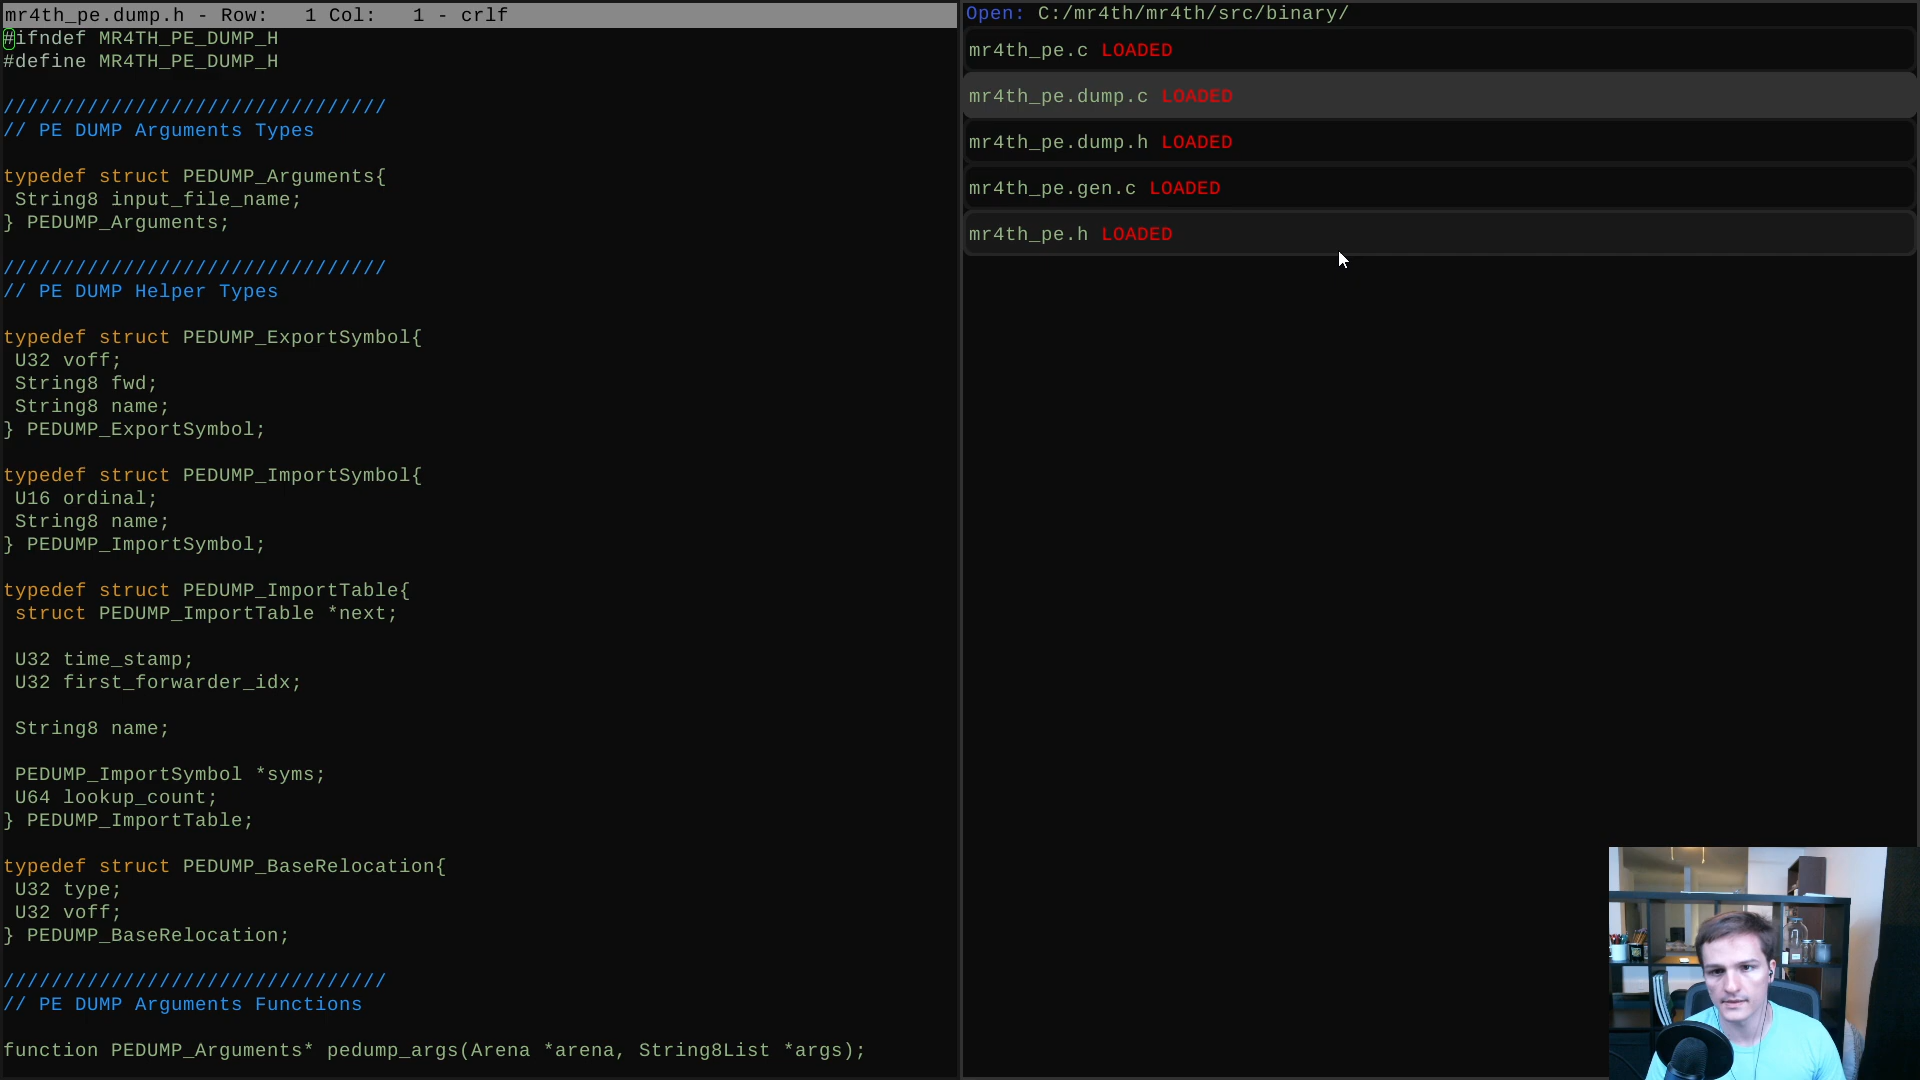 mr4th_pe.dump.h - Row:   1 Col:   1 - crlf
#ifndef MR4TH_PE_DUMP_H
#define MR4TH_PE_DUMP_H
////////////////////////////////
// PE DUMP Arguments Types
typedef struct PEDUMP_Arguments{
 String8 input_file_name;
} PEDUMP_Arguments;
////////////////////////////////
// PE DUMP Helper Types
typedef struct PEDUMP_ExportSymbol{
 U32 voff;
 String8 fwd;
 String8 name;
} PEDUMP_ExportSymbol;
typedef struct PEDUMP_ImportSymbol{
 U16 ordinal;
 String8 name;
} PEDUMP_ImportSymbol;
typedef struct PEDUMP_ImportTable{
 struct PEDUMP_ImportTable *next;
 U32 time_stamp;
 U32 first_forwarder_idx;
 String8 name;
 PEDUMP_ImportSymbol *syms;
 U64 lookup_count;
} PEDUMP_ImportTable;
typedef struct PEDUMP_BaseRelocation{
 U32 type;
 U32 voff;
} PEDUMP_BaseRelocation;
////////////////////////////////
// PE DUMP Arguments Functions
function PEDUMP_Arguments* pedump_args(Arena *arena, String8List *args);
Open: C:/mr4th/mr4th/src/binary/
mr4th_pe.c LOADED
mr4th_pe.dump.c LOADED
mr4th_pe.dump.h LOADED
mr4th_pe.gen.c LOADED
mr4th_pe.h LOADED